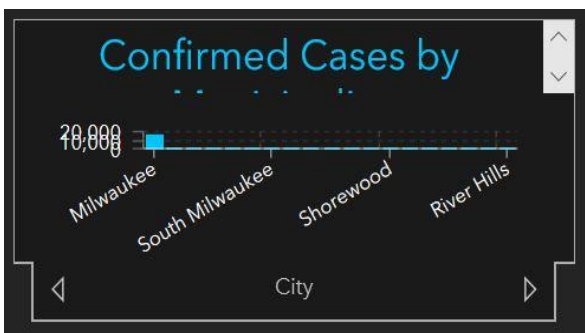 Confirmed Cases by
20,000
10,000
0
Milwaukee
South Milwaukee
Shorewood
River Hills
City